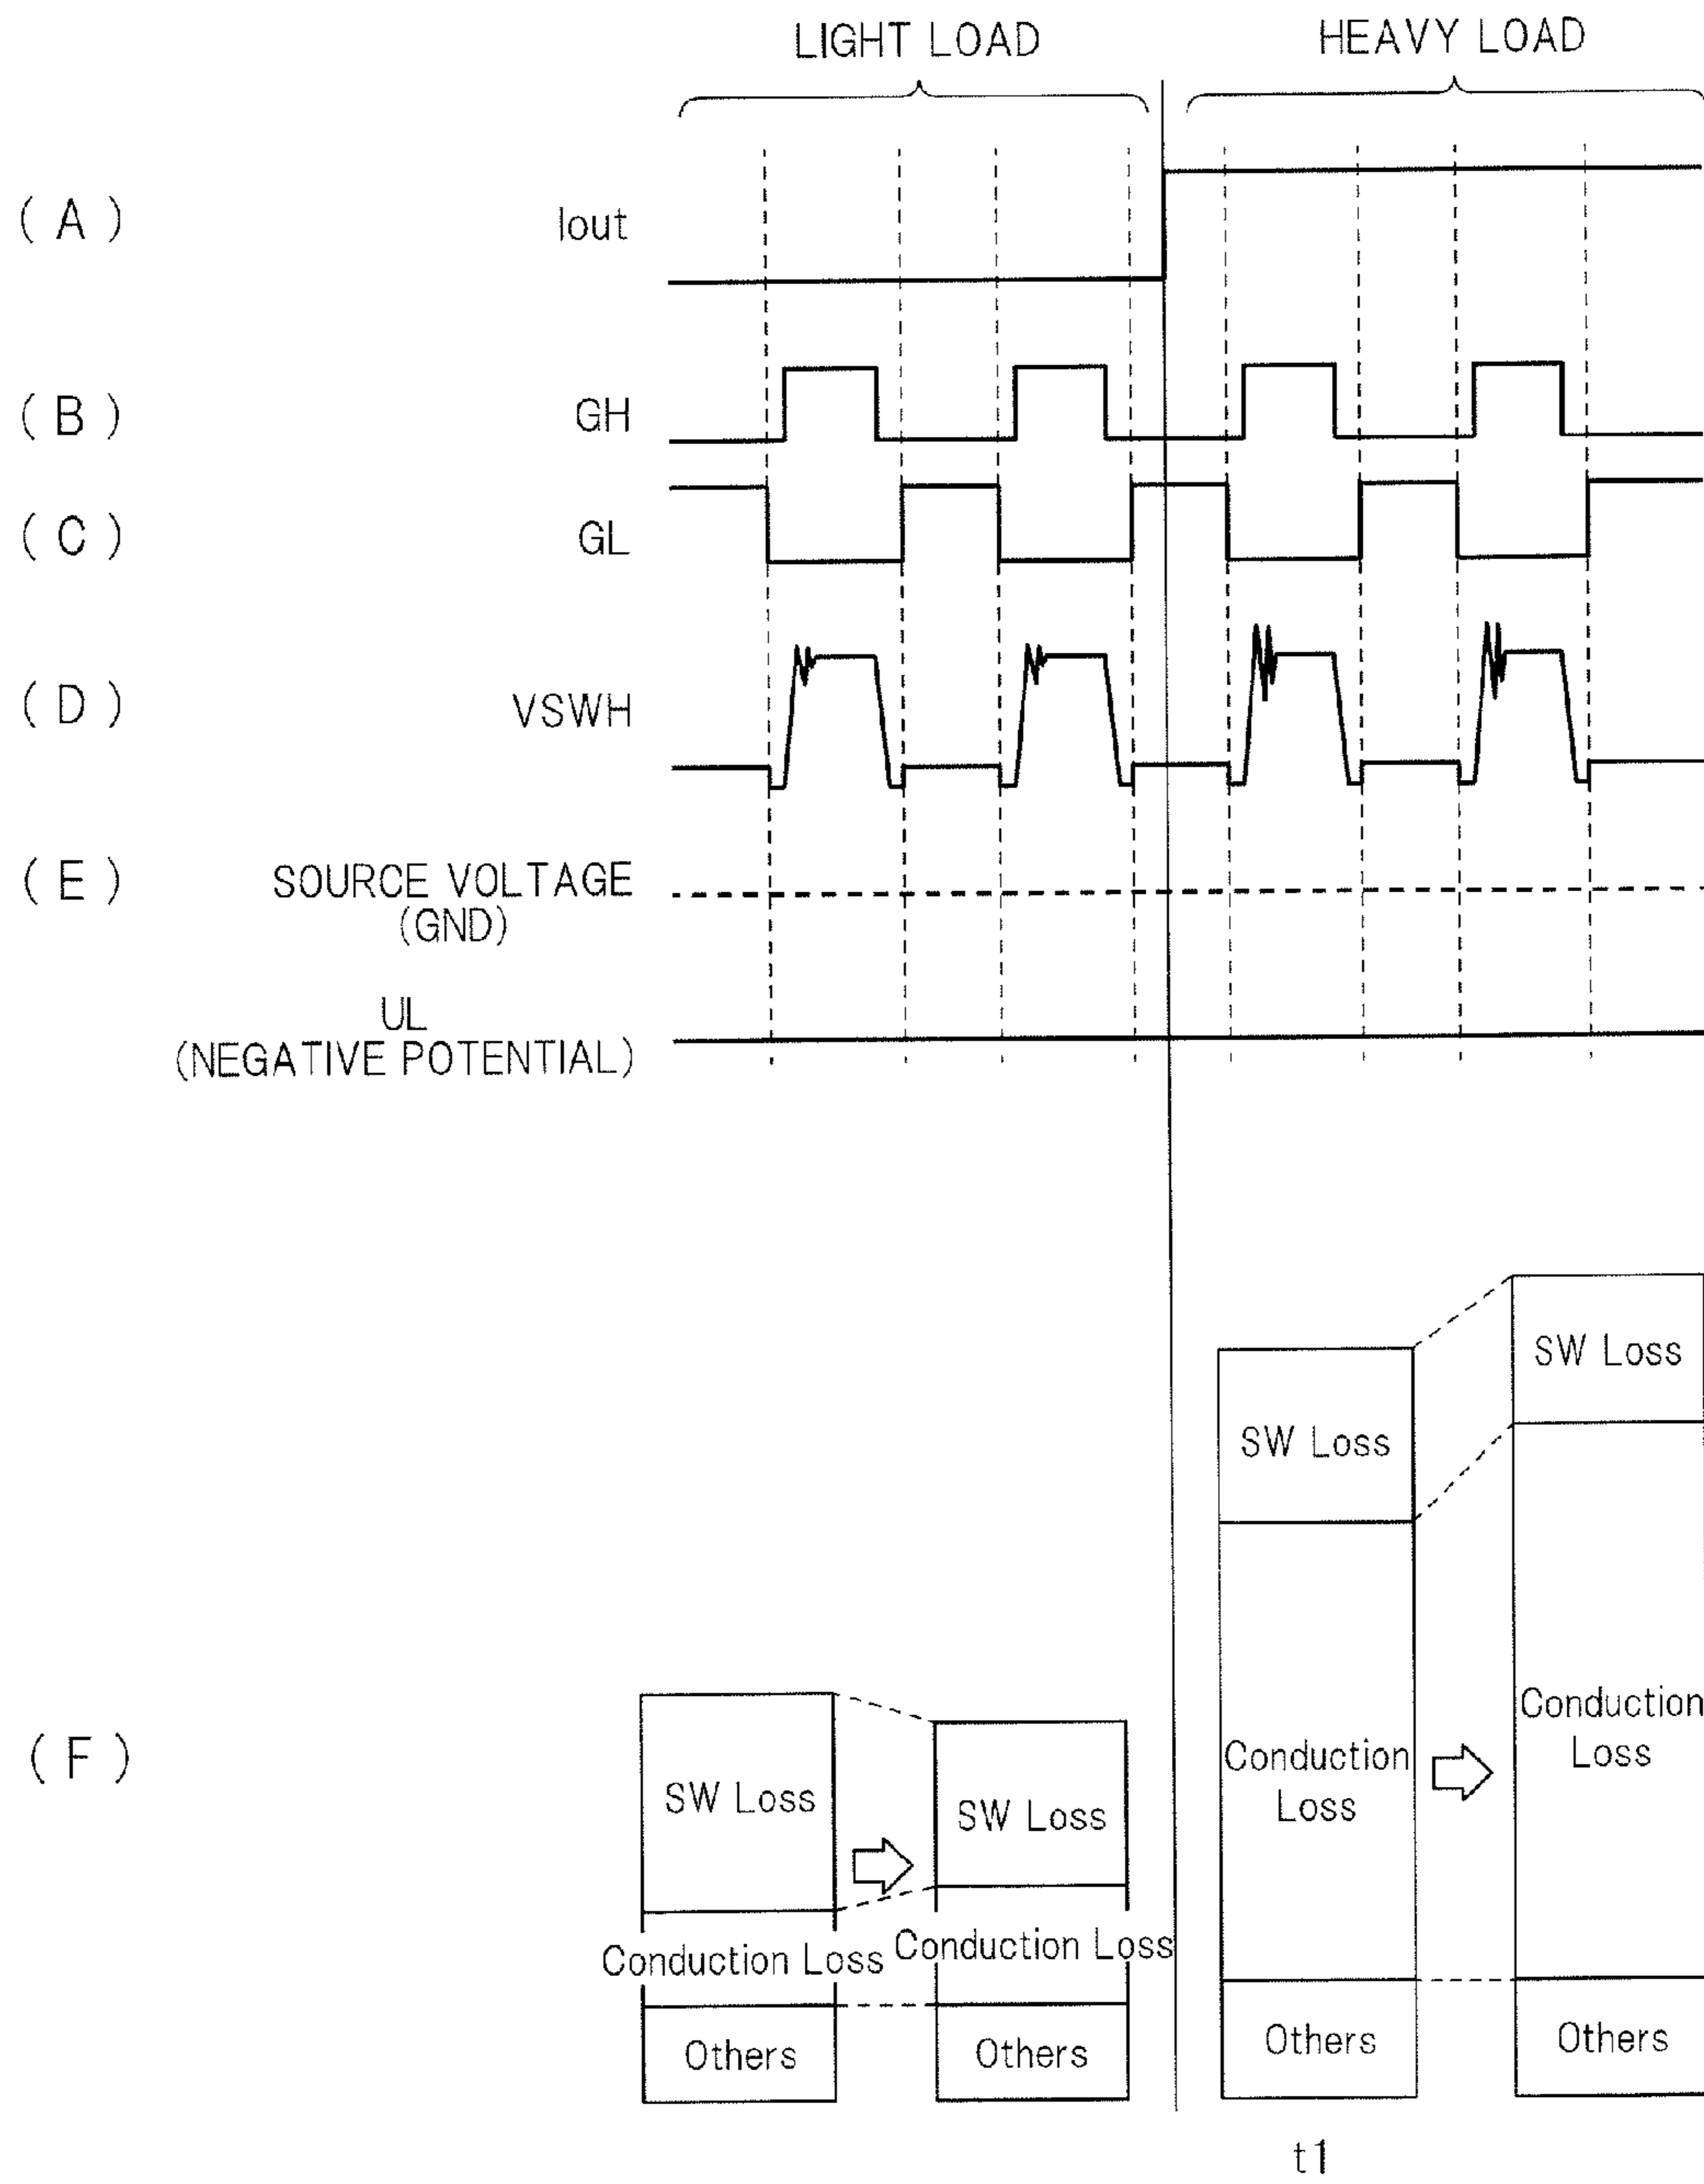 LIGHT LOAD
HEAVY LOAD
(A)
Iout
(B)
GH
(C)
GL
(D)
VSWH
(E)
SOURCE VOLTAGE
(GND)
UL
(NEGATIVE POTENTIAL)
(F)
SW Loss
Conduction Loss
Others
SW Loss
Conduction Loss
Others
SW Loss
Conduction
Loss
Others
SW Loss
Conduction
Loss
Others
t1